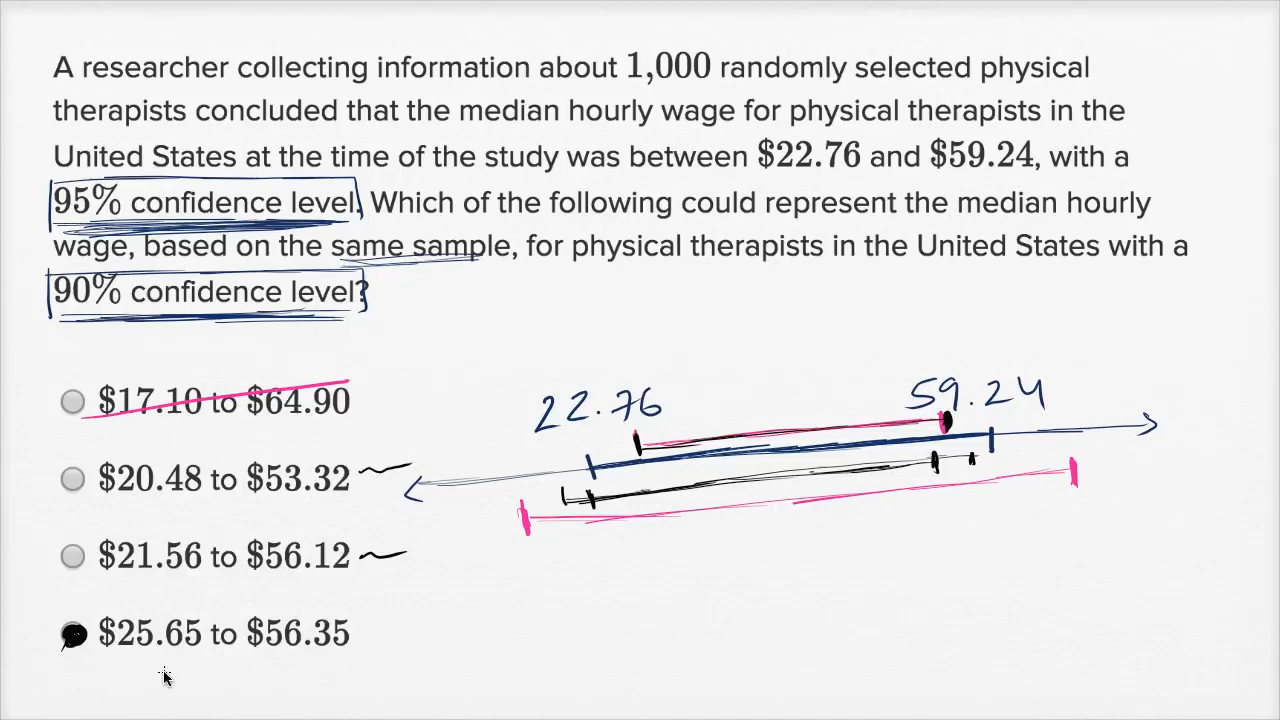 A researcher collecting information about 1,000 randomly selected physical
therapists concluded that the median hourly wage for physical therapists in the
United States at the time of the study was between $22.76 and $59.24, with a
95% confidence level. Which of the following could represent the median hourly
wage, based on the same sample, for physical therapists in the United States with a
90% confidence level?
$17.10 to $64.90
22.76 59.24
$20.48 to $53.32
$21.56 to $56.12
$25.65 to $56.35